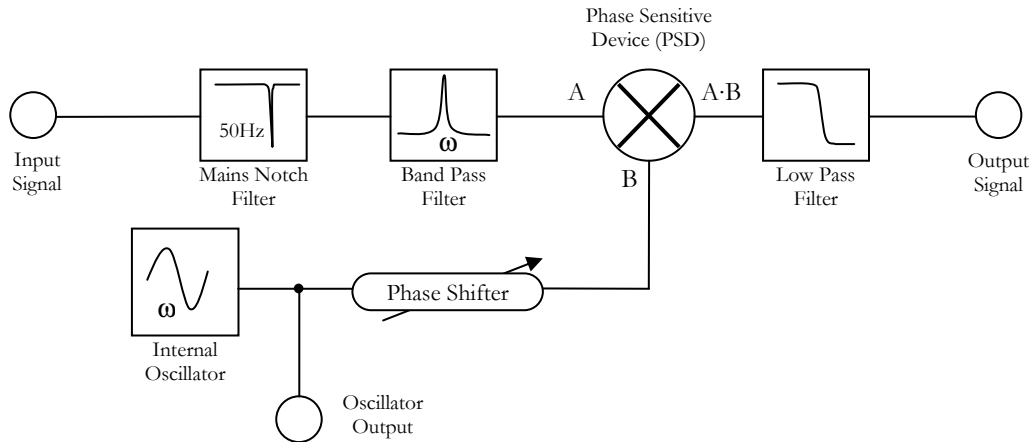 Phase Sensitive
Device (PSD)
A
A·B
50Hz
ω
B
Input
Signal
Mains Notch
Filter
Band Pass
Filter
Low Pass
Filter
Output
Signal
ω
Phase Shifter
Internal
Oscillator
Oscillator
Output